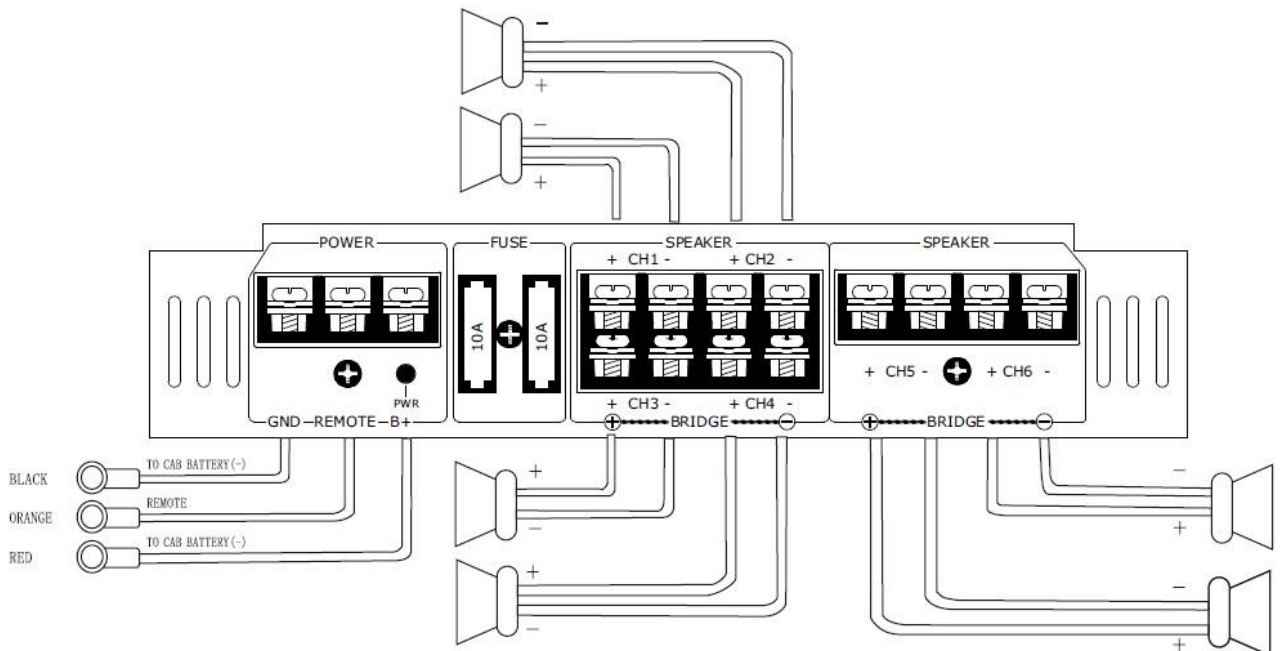 -
+
-
+
POWER
FUSE
SPEAKER
SPEAKER
+ CH1 - + CH2 -
10A
10A
PWR
+ CH3 - + CH4 -
+ CH5 - + CH6 -
GND REMOTE B+
+ BRIDGE -
+ BRIDGE -
BLACK
TO CAB BATTERY(-)
ORANGE
REMOTE
RED
TO CAB BATTERY(-)
+
-
+
-
-
+
-
+